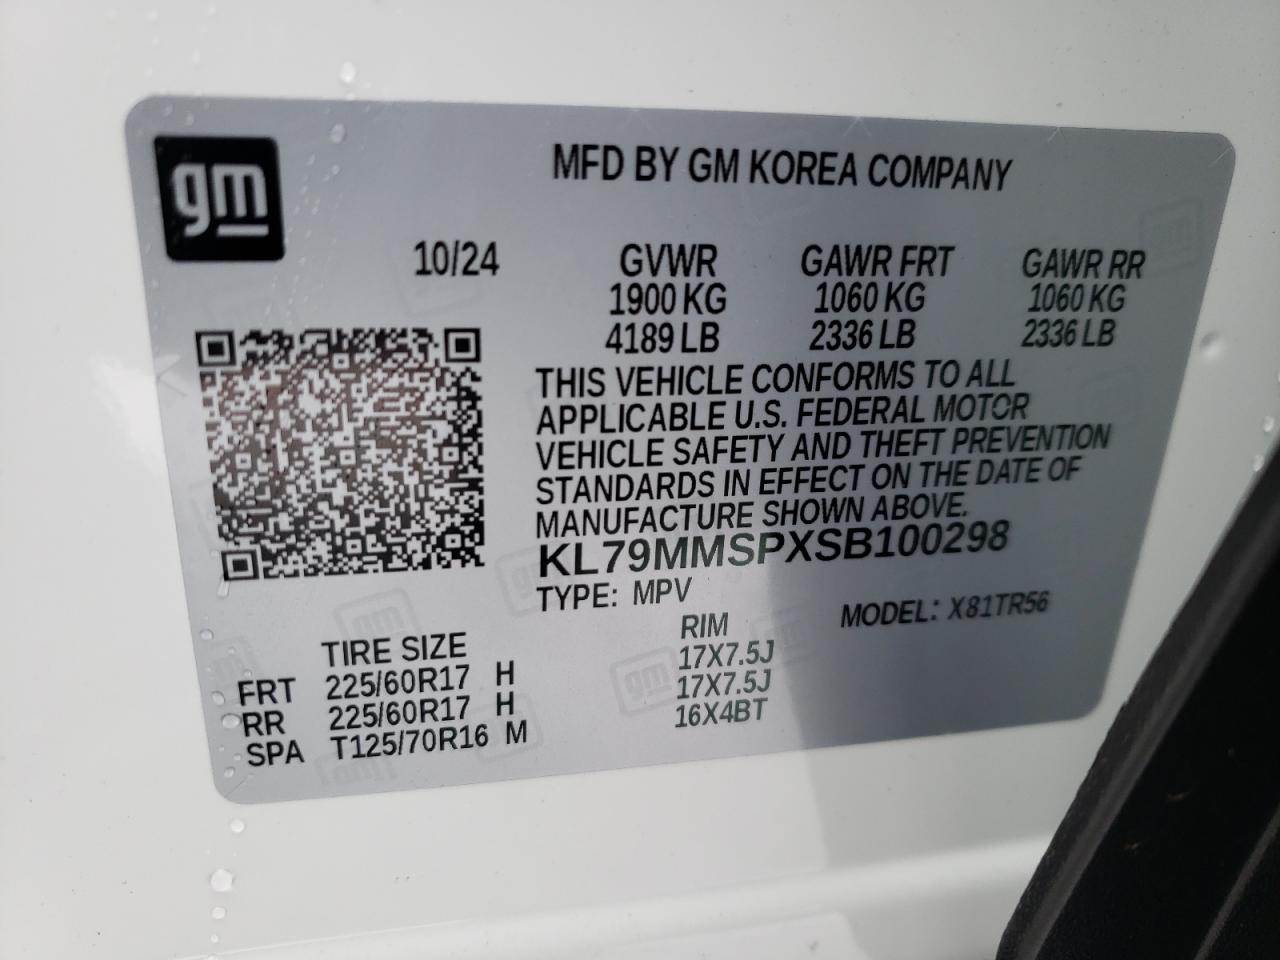 gm
MFD BY GM KOREA COMPANY
10/24 GVWR GAWR FRT GAWR RR
1900 KG 1060 KG 1060 KG
4189 LB 2336 LB 2336 LB
THIS VEHICLE CONFORMS TO ALL
APPLICABLE U.S. FEDERAL MOTOR
VEHICLE SAFETY AND THEFT PREVENTION
STANDARDS IN EFFECT ON THE DATE OF
MANUFACTURE SHOWN ABOVE.
KL79MMSPXSB100298
TYPE: MPV MODEL: X81TR56
TIRE SIZE RIM
FRT 225/60R17 H 17X7.5J
RR 225/60R17 H 17X7.5J
SPA T125/70R16 M 16X4BT